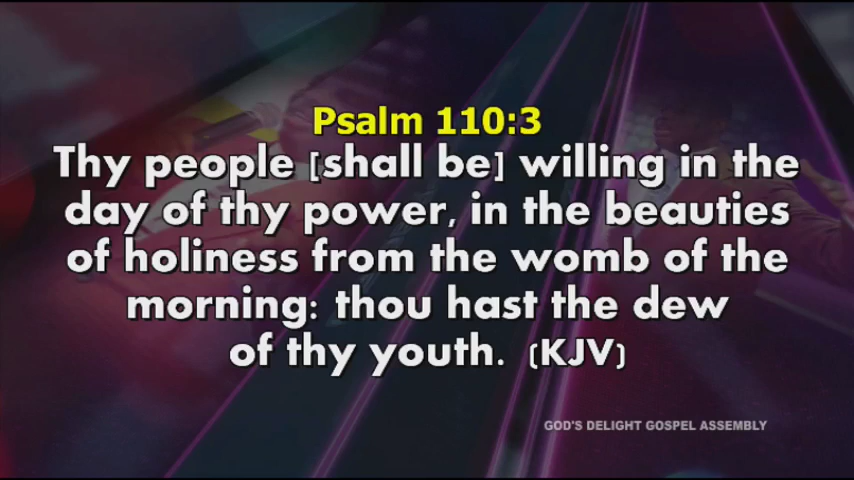 Psalm 110:3
Thy people [shall be] willing in the
day of thy power, in the beauties
of holiness from the womb of the
morning: thou hast the dew
of thy youth. (KJV)
GOD'S DELIGHT GOSPEL ASSEMBLY